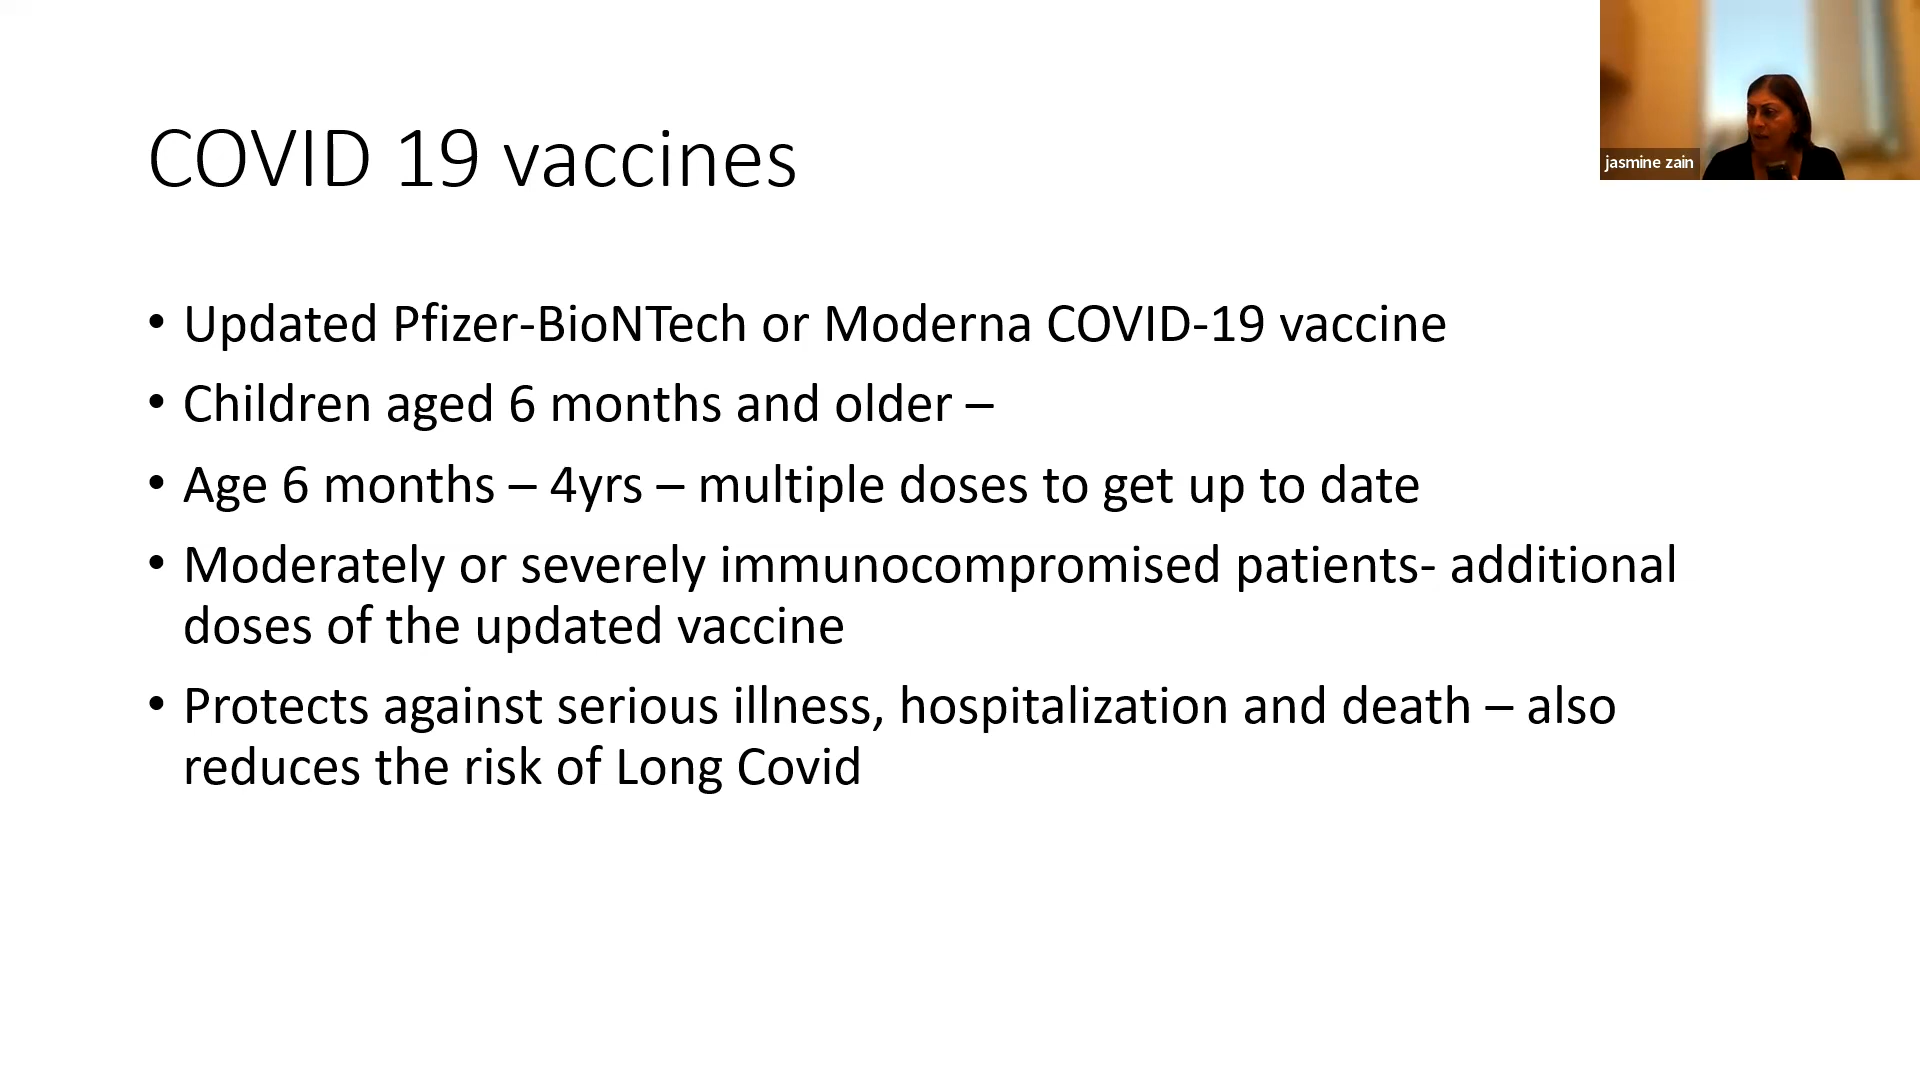 COVID 19 vaccines
jasmine zain
• Updated Pfizer-BioNTech or Moderna COVID-19 vaccine
• Children aged 6 months and older –
• Age 6 months – 4yrs – multiple doses to get up to date
• Moderately or severely immunocompromised patients- additional
doses of the updated vaccine
• Protects against serious illness, hospitalization and death – also
reduces the risk of Long Covid